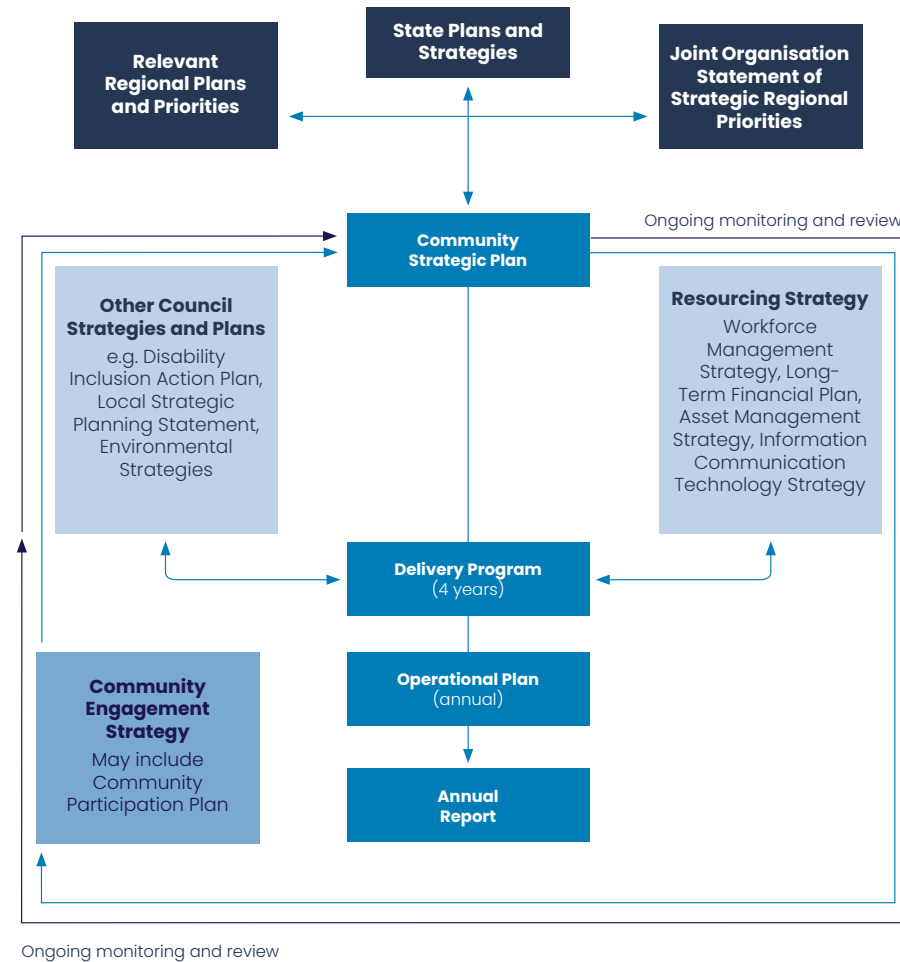 State Plans and
Strategies
Relevant
Regional Plans
and Priorities
Joint Organisation
Statement of
Strategic Regional
Priorities
Ongoing monitoring and review
Community
Strategic Plan
Other Council
Strategies and Plans
e.g. Disability
Inclusion Action Plan,
Local Strategic
Planning Statement,
Environmental
Strategies
Resourcing Strategy
Workforce
Management
Strategy, Long-
Term Financial Plan,
Asset Management
Strategy, Information
Communication
Technology Strategy
Delivery Program
(4 years)
Community
Engagement
Strategy
May include
Community
Participation Plan
Operational Plan
(annual)
Annual
Report
Ongoing monitoring and review